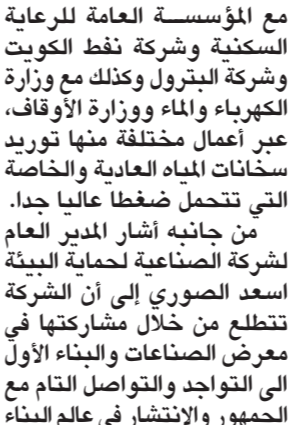 مع المؤسســـة العامة للرعاية
السكنية وشركة نفط الكويت
وشركة البترول وكذلك مع وزارة
الكهرباء والماء ووزارة الأوقاف،
عبر أعمال مختلفة منها توريد
سخانات المياه العادية والخاصة
التي تتحمل ضغطا عاليا جدا.
من جانبه أشار المدير العام
لشركة الصناعية لحماية البيئة
اسعد الصوري إلى أن الشركة
تتطلع من خلال مشاركتها في
معرض الصناعات والبناء الأول
الى التواجد والتواصل التام مع
الجمهور والانتشار في عالم البناء